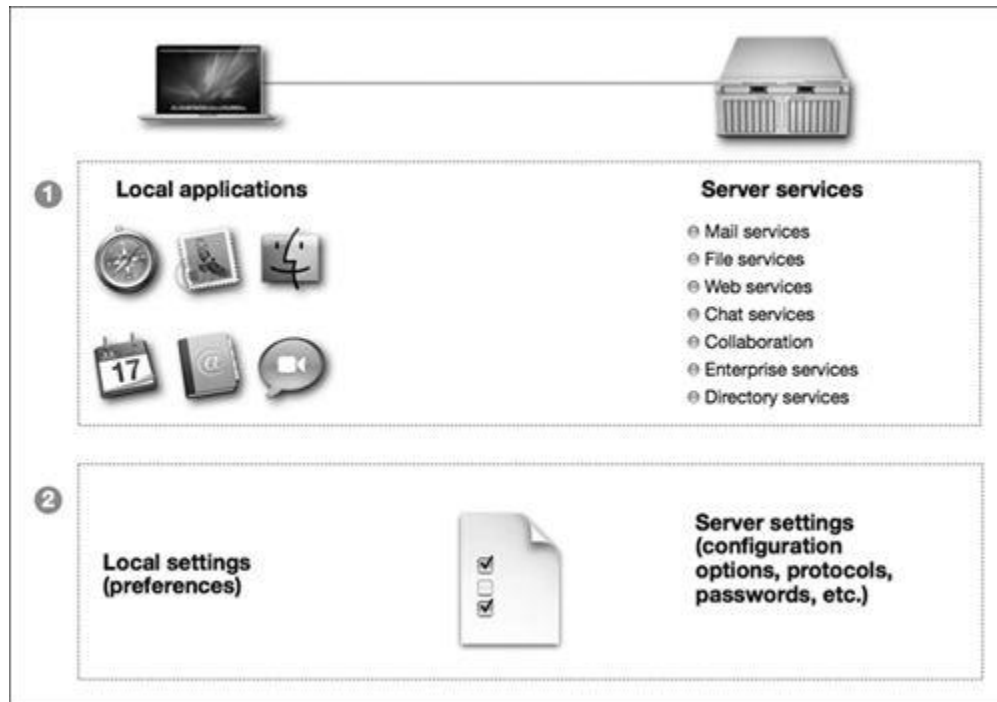 1
Local applications
Server services
Mail services
File services
Web services
Chat services
Collaboration
Enterprise services
Directory services
17
@
2
Local settings
(preferences)
Server settings
(configuration
options, protocols,
passwords, etc.)